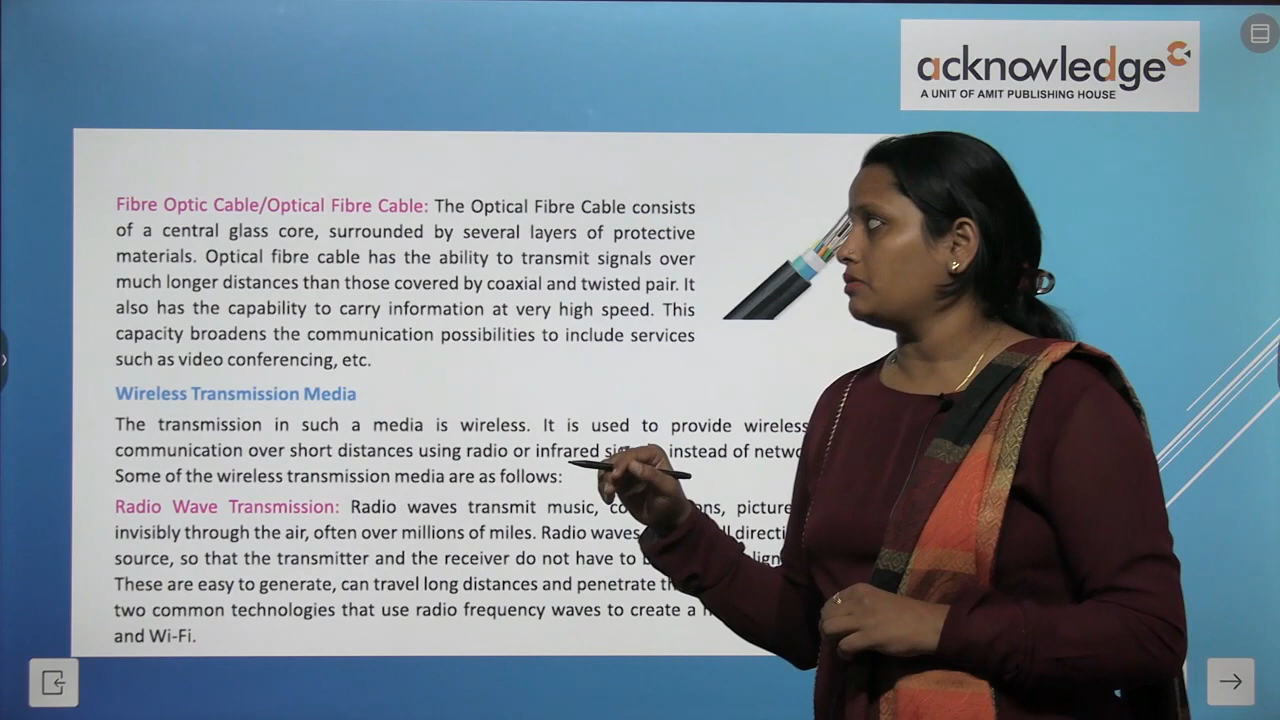 acknowledge
A UNIT OF AMIT PUBLISHING HOUSE
Fibre Optic Cable/Optical Fibre Cable: The Optical Fibre Cable consists
of a central glass core, surrounded by several layers of protective
materials. Optical fibre cable has the ability to transmit signals over
much longer distances than those covered by coaxial and twisted pair. It
also has the capability to carry information at very high speed. This
capacity broadens the communication possibilities to include services
such as video conferencing, etc.
Wireless Transmission Media
The transmission in such a media is wireless. It is used to provide wireless
communication over short distances using radio or infrared instead of
Some of the wireless transmission media are as follows:
Radio Wave Transmission: Radio waves transmit music,
invisibly through the air, often over millions of miles. Radio waves
source, so that the transmitter and the receiver do not have to
These are easy to generate, can travel long distances and penetrate
two common technologies that use radio frequency waves to create a
and Wi-Fi.